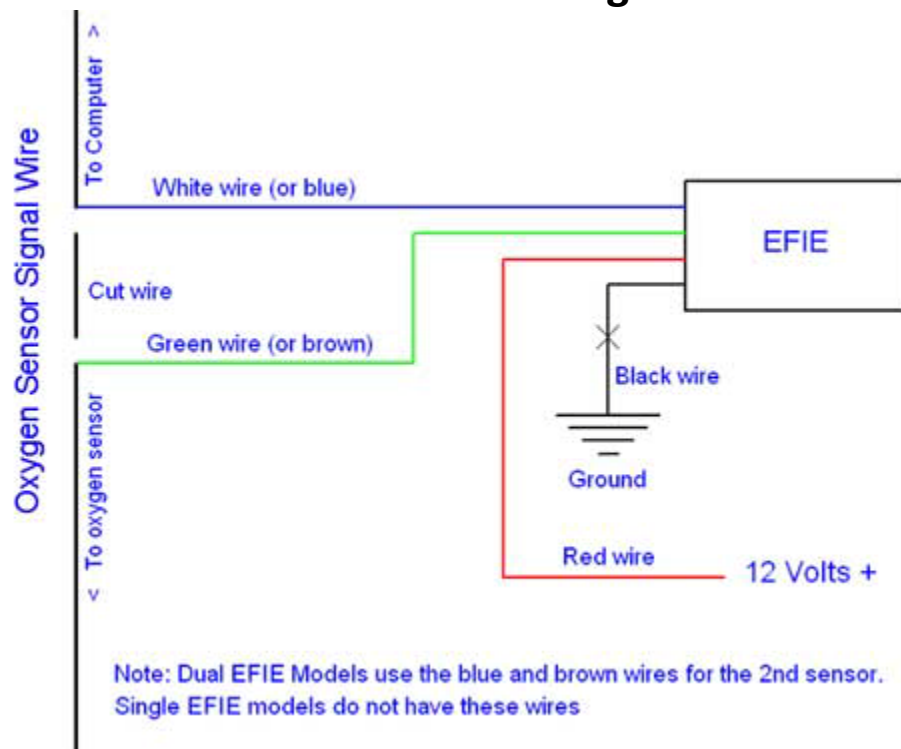 g
To Computer >
Oxygen Sensor Signal Wire
White wire (or blue)
EFIE
Cut wire
Green wire (or brown)
Black wire
< To oxygen sensor
Ground
Red wire
12 Volts +
Note: Dual EFIE Models use the blue and brown wires for the 2nd sensor.
Single EFIE models do not have these wires